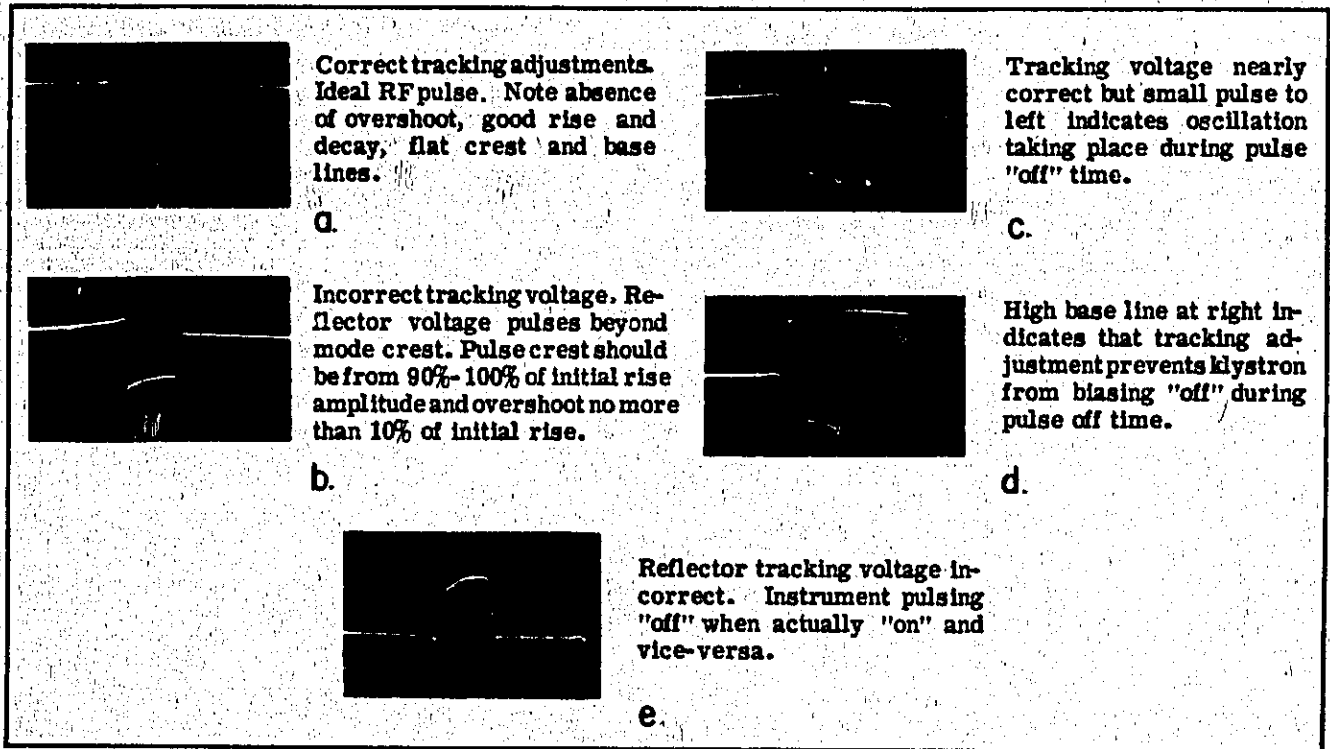 Correct tracking adjustments.
Ideal RF pulse. Note absence
of overshoot, good rise and
decay, flat crest and base
lines.
a.
Incorrect tracking voltage. Re-
flector voltage pulses beyond
mode crest. Pulse crest should
be from 90%-100% of initial rise
amplitude and overshoot no more
than 10% of initial rise.
b.
Tracking voltage nearly
correct but small pulse to
left indicates oscillation
taking place during pulse
"off" time.
c.
High base line at right in-
dicates that tracking ad-
justment prevents klystron
from biasing "off" during
pulse off time.
d.
Reflector tracking voltage in-
correct. Instrument pulsing
"off" when actually "on" and
vice-versa.
e.